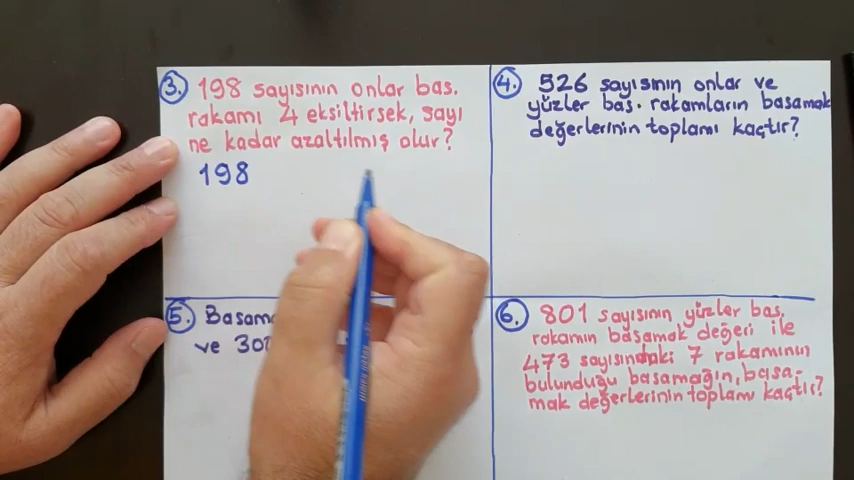 3. 198 sayısının onlar bas.
rakamı 4 eksiltirsek, sayı
ne kadar azaltılmış olur?
198
4. 526 sayısının onlar ve
yüzler bas. rakamların basamak
değerlerinin toplamı kaçtır?
5. Basam
ve 30
6. 801 sayısının yüzler bas.
rakamın basamak değeri ile
473 sayısındaki 7 rakamının
bulunduğu basamağın, basa-
mak değerlerinin toplamı kaçtır?